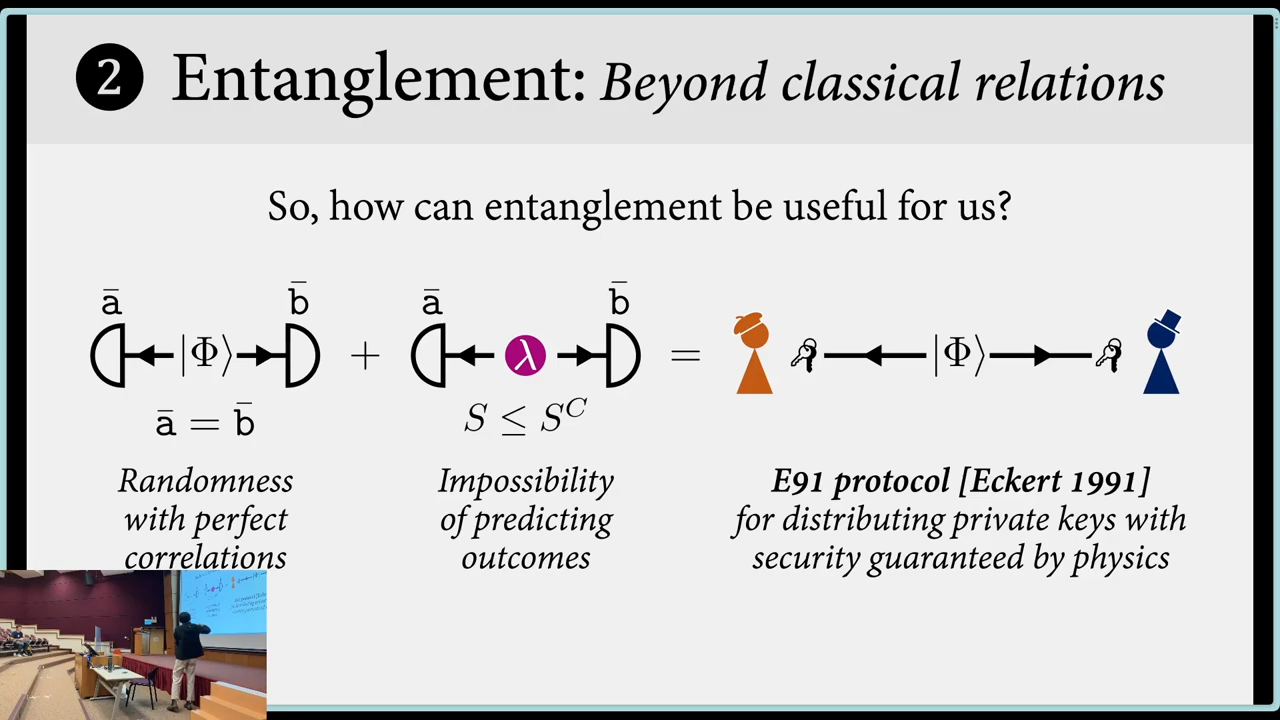 2 Entanglement: Beyond classical relations
So, how can entanglement be useful for us?
ā b̄ ā b̄
|Φ⟩ + λ = |Φ⟩
ā = b̄ S ≤ S^C
Randomness
with perfect
correlations
Impossibility
of predicting
outcomes
E91 protocol [Eckert 1991]
for distributing private keys with
security guaranteed by physics